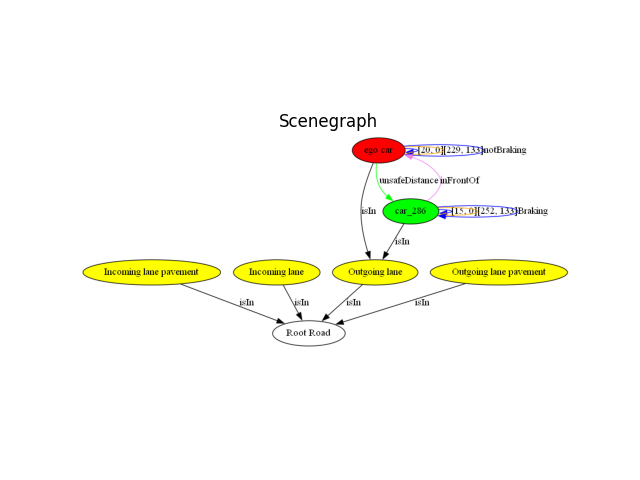 Scenegraph
ego car [20, 0] [229, 133] notBraking
unsafeDistance inFrontOf
isIn car_286 [15, 0] [252, 133] Braking
isIn
Incoming lane pavement Incoming lane Outgoing lane Outgoing lane pavement
isIn isIn isIn isIn
Root Road